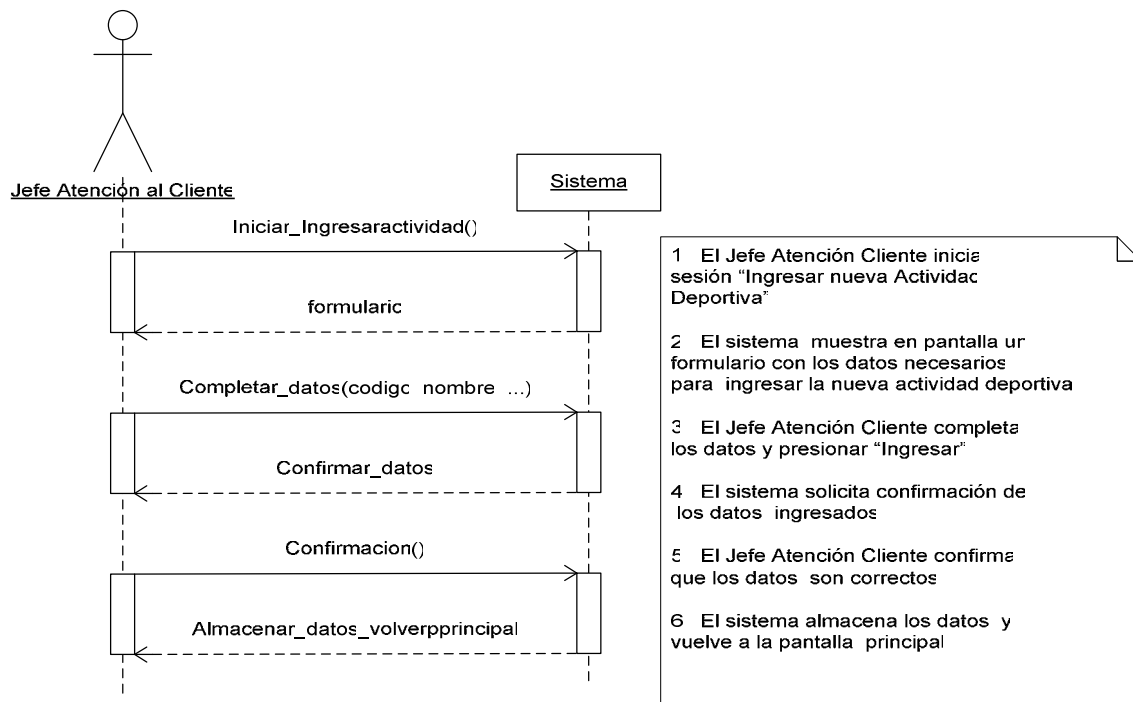 Jefe Atención al Cliente
Sistema
Iniciar_Ingresaractividad()
formulario
Completar_datos(codigo nombre ...)
Confirmar_datos
Confirmacion()
Almacenar_datos_volverpprincipal
1 El Jefe Atención Cliente inicia
sesión “Ingresar nueva Actividad
Deportiva”
2 El sistema muestra en pantalla un
formulario con los datos necesarios
para ingresar la nueva actividad deportiva
3 El Jefe Atención Cliente completa
los datos y presionar “Ingresar”
4 El sistema solicita confirmación de
los datos ingresados
5 El Jefe Atención Cliente confirma
que los datos son correctos
6 El sistema almacena los datos y
vuelve a la pantalla principal